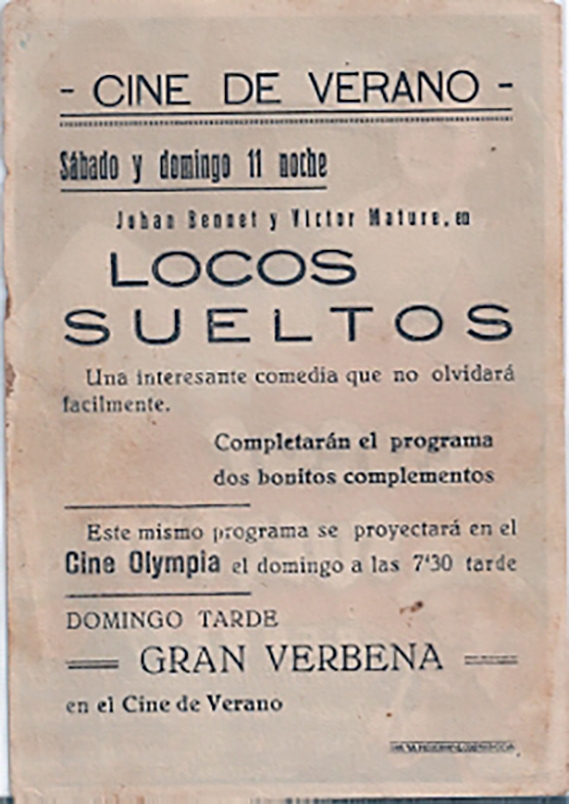 - CINE DE VERANO -
Sábado y domingo 11 noche
Johan Bennet y Victor Mature, en
LOCOS
SUELTOS
Una interesante comedia que no olvidará
facilmente.
Completarán el programa
dos bonitos complementos
Este mismo programa se proyectará en el
Cine Olympia el domingo a las 7'30 tarde
DOMINGO TARDE
GRAN VERBENA
en el Cine de Verano